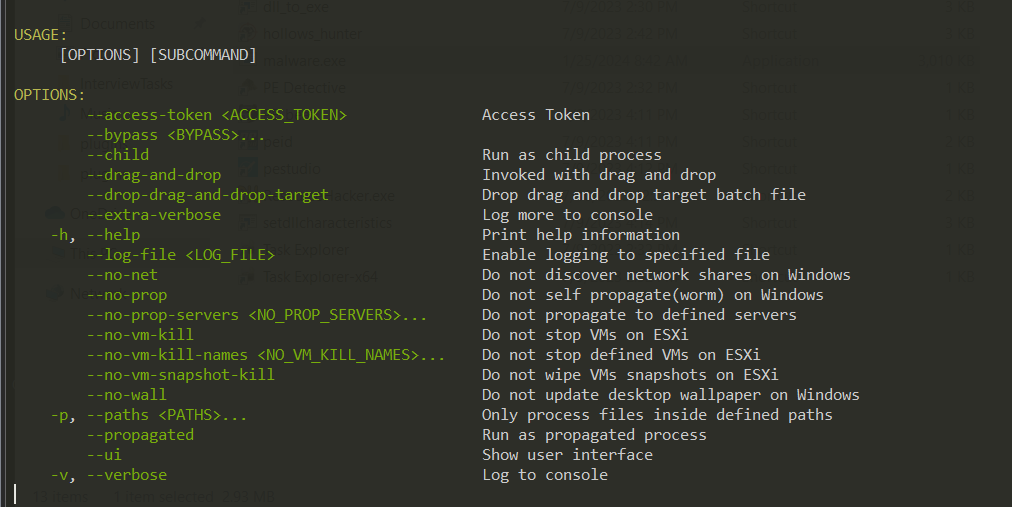 USAGE:
[OPTIONS] [SUBCOMMAND]
OPTIONS:
--access-token <ACCESS_TOKEN> Access Token
--bypass <BYPASS>...
--child Run as child process
--drag-and-drop Invoked with drag and drop
--drop-drag-and-drop-target Drop drag and drop target batch file
--extra-verbose Log more to console
-h, --help Print help information
--log-file <LOG_FILE> Enable logging to specified file
--no-net Do not discover network shares on Windows
--no-prop Do not self propagate(worm) on Windows
--no-prop-servers <NO_PROP_SERVERS>... Do not propagate to defined servers
--no-vm-kill Do not stop VMs on ESXi
--no-vm-kill-names <NO_VM_KILL_NAMES>... Do not stop defined VMs on ESXi
--no-vm-snapshot-kill Do not wipe VMs snapshots on ESXi
--no-wall Do not update desktop wallpaper on Windows
-p, --paths <PATHS>... Only process files inside defined paths
--propagated Run as propagated process
--ui Show user interface
-v, --verbose Log to console